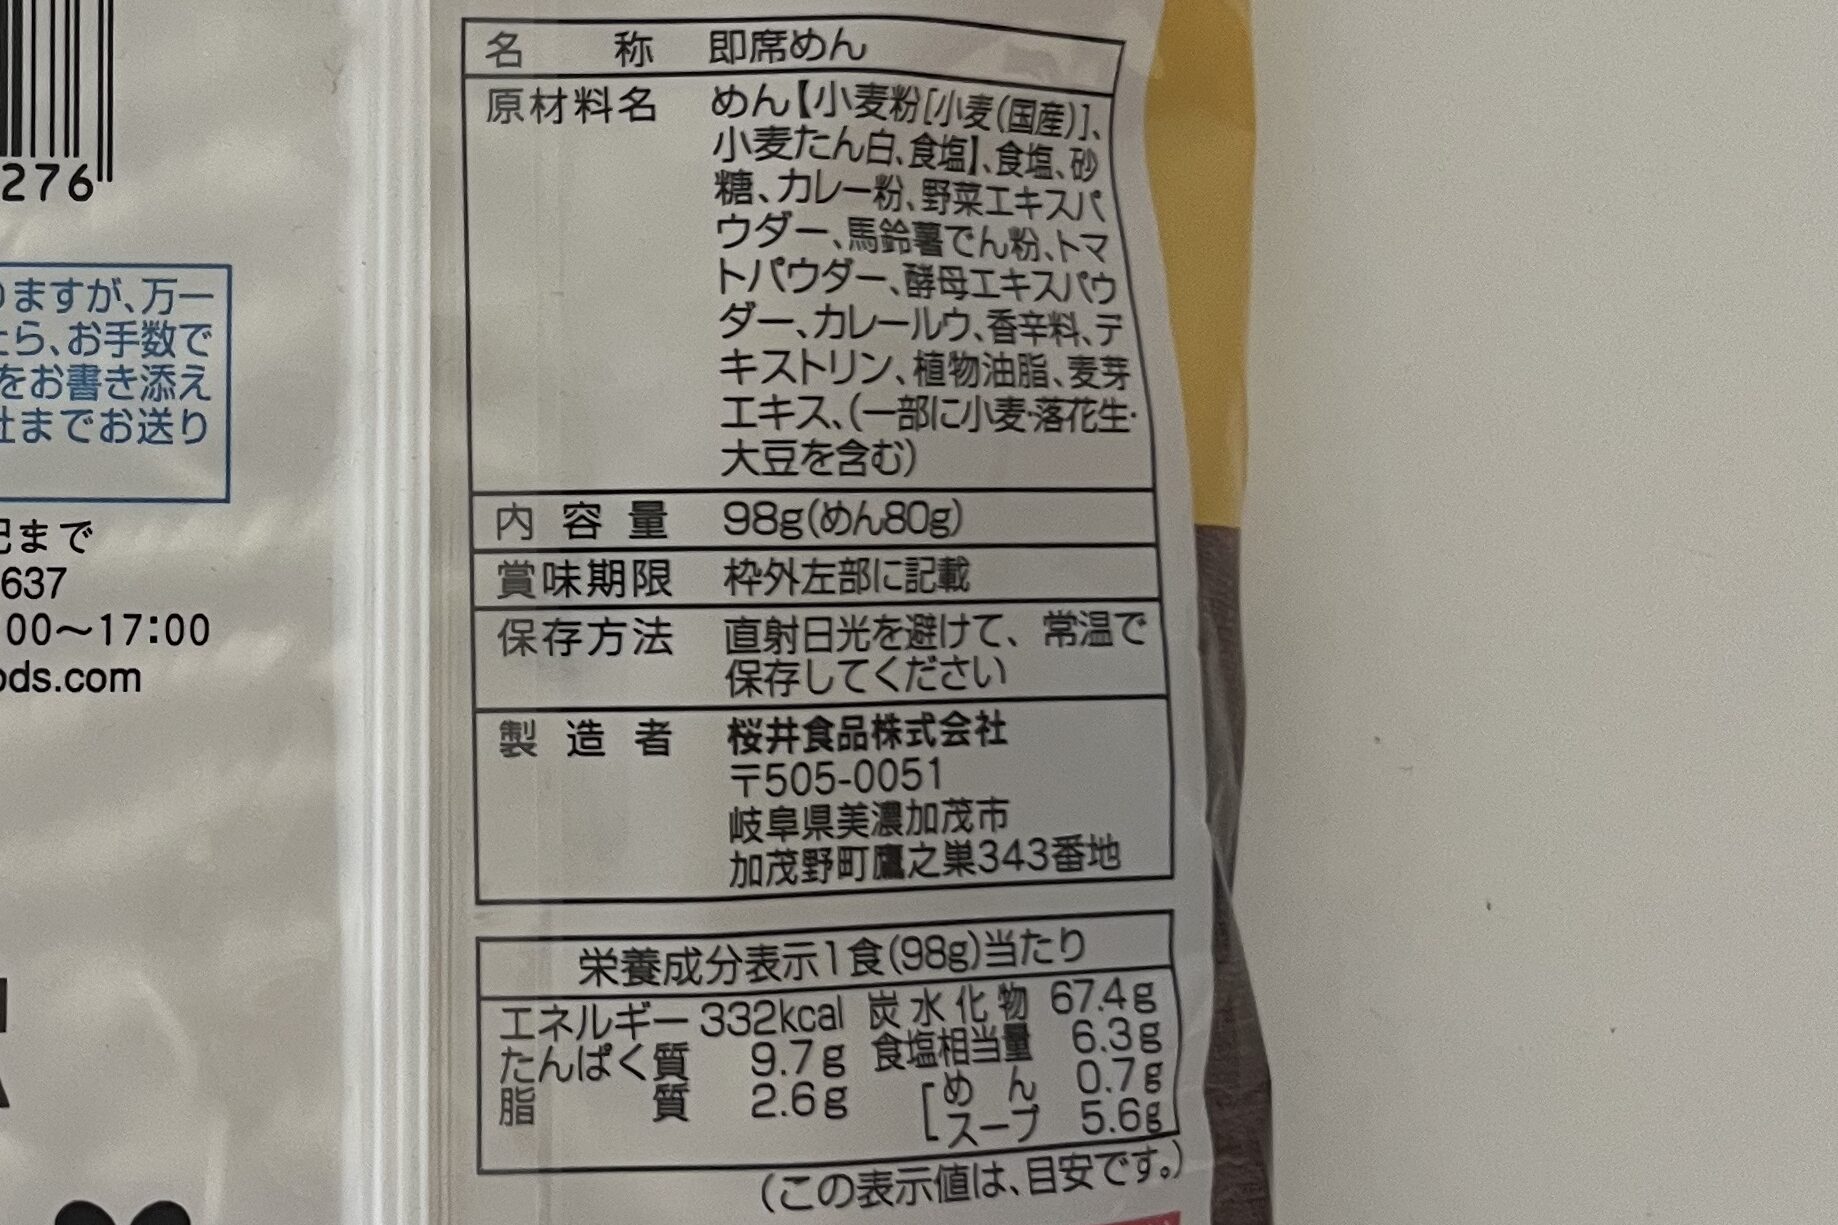 276
りますが、万一
たら、お手数で
をお書き添え
社までお送り
記まで
637
00～17:00
ods.com
名称 即席めん
原材料名 めん【小麦粉[小麦(国産)]、
小麦たん白、食塩】、食塩、砂
糖、カレー粉、野菜エキスパ
ウダー、馬鈴薯でん粉、トマ
トパウダー、酵母エキスパウ
ダー、カレールウ、香辛料、デ
キストリン、植物油脂、麦芽
エキス、(一部に小麦・落花生・
大豆を含む)
内容量 98g(めん80g)
賞味期限 枠外左部に記載
保存方法 直射日光を避けて、常温で
保存してください
製造者 桜井食品株式会社
〒505-0051
岐阜県美濃加茂市
加茂野町鷹之巣343番地
栄養成分表示1食(98g)当たり
エネルギー 332kcal 炭水化物 67.4g
たんぱく質 9.7g 食塩相当量 6.3g
脂質 2.6g [めん 0.7g
スープ 5.6g
(この表示値は、目安です。)